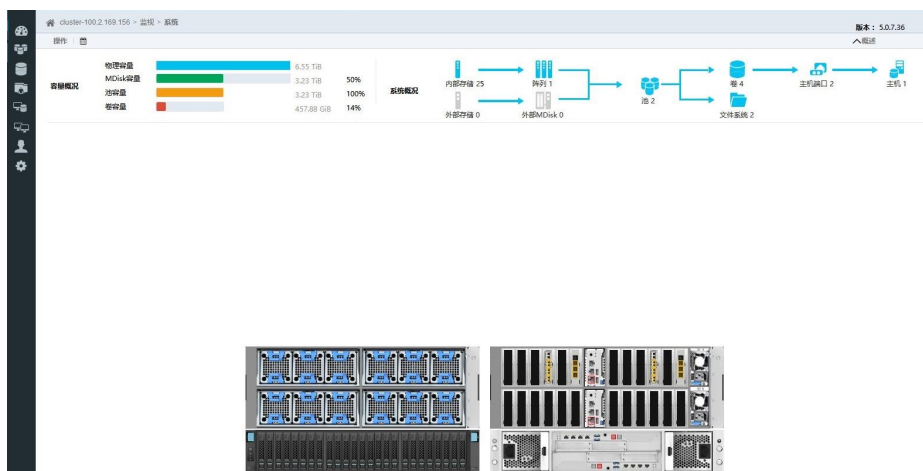 cluster-100.2.169.156 > 监视 > 系统
版本： 5.0.7.36
操作
概述
容量概况
物理容量 6.55 TiB
MDisk容量 3.23 TiB 50%
池容量 3.23 TiB 100%
卷容量 457.88 GiB 14%
系统概况
内部存储 25
阵列 1
外部存储 0
外部MDisk 0
池 2
卷 4
文件系统 2
主机端口 2
主机 1